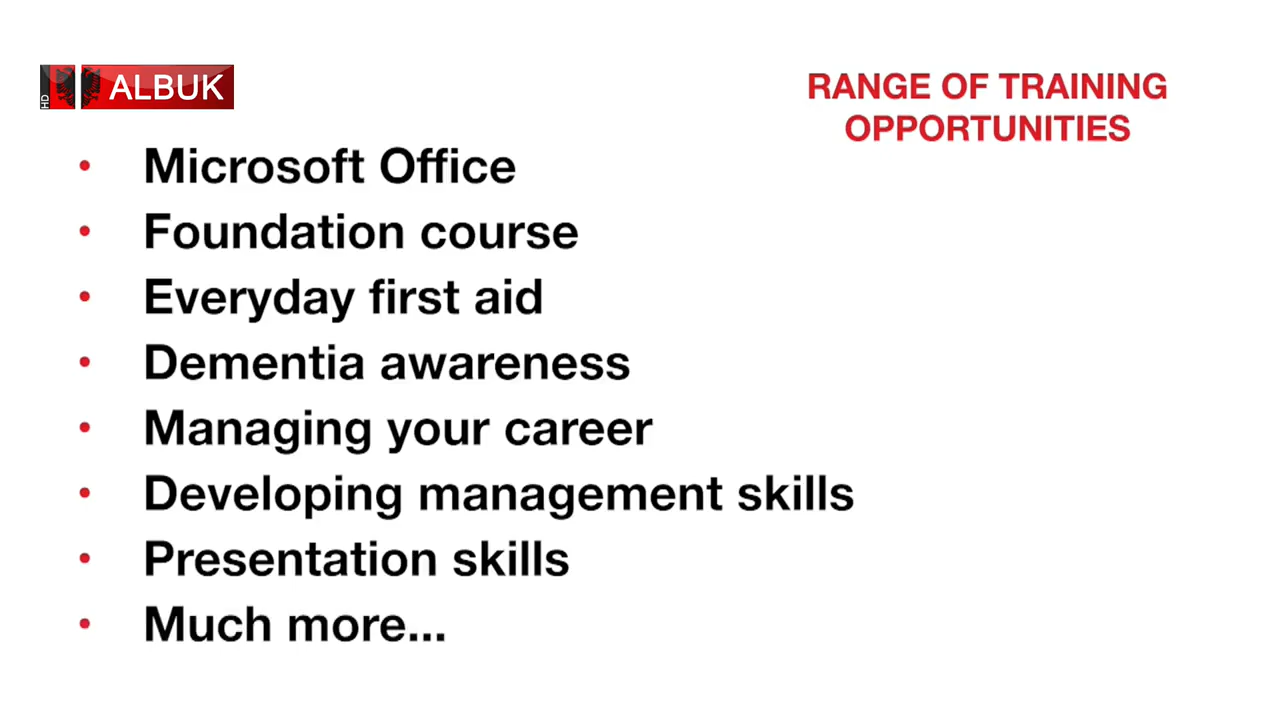 HD ALBUK
RANGE OF TRAINING
OPPORTUNITIES
• Microsoft Office
• Foundation course
• Everyday first aid
• Dementia awareness
• Managing your career
• Developing management skills
• Presentation skills
• Much more...